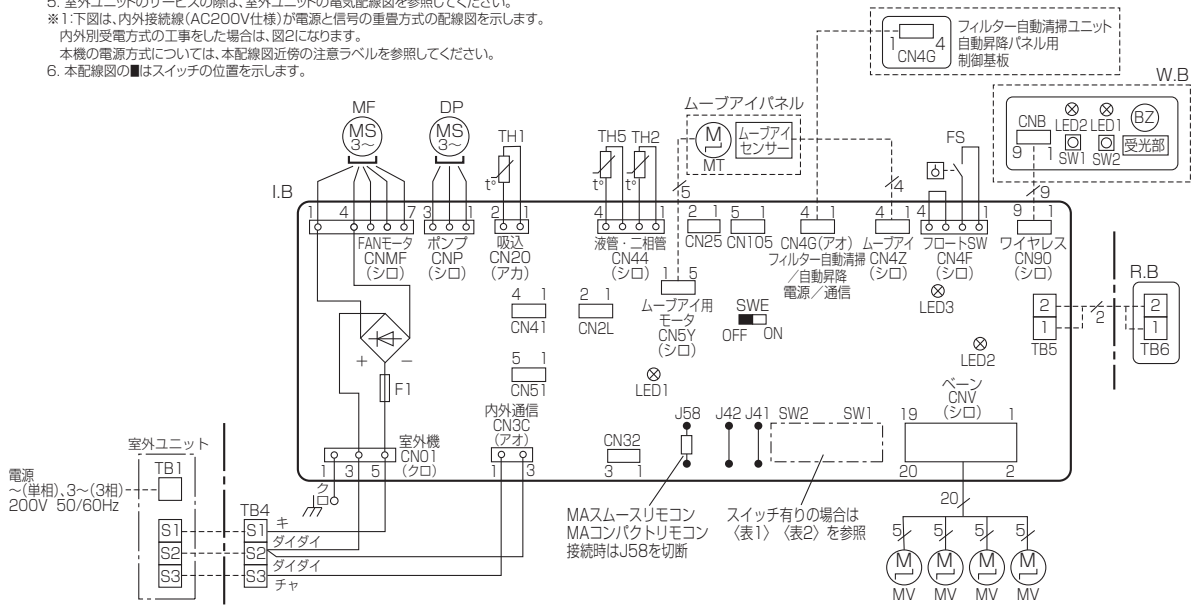 5. 室外ユニットのサービスの際は、室外ユニットの電気配線図を参照してください。
※1:下図は、内外接続線(AC200V仕様)が電源と信号の重畳方式の配線図を示します。
内外別受電方式の工事をした場合は、図2になります。
本機の電源方式については、本配線図近傍の注意ラベルを参照してください。
6. 本配線図の■はスイッチの位置を示します。
1 4
CN4G
フィルター自動清掃ユニット
自動昇降パネル用
制御基板
W.B
CNB
9 1
LED2 LED1
SW1 SW2
BZ
受光部
MF
MS
3〜
DP
MS
3〜
TH1
t°
TH5 TH2
t° t°
ムーブアイパネル
M
MT
ムーブアイ
センサー
FS
5
4
9
I.B
1 4 7
FANモータ
CNMF
(シロ)
3 1
ポンプ
CNP
(シロ)
2 1
吸込
CN20
(アカ)
4 1
液管・二相管
CN44
(シロ)
2 1
CN25
5 1
CN105
4 1
CN4G(アオ)
フィルター自動清掃
/自動昇降
電源/通信
4 1
ムーブアイ
CN4Z
(シロ)
4 1
フロートSW
CN4F
(シロ)
9 1
ワイヤレス
CN90
(シロ)
LED3
R.B
2
1
TB5
2
2
1
TB6
4 1
CN41
2 1
CN2L
1 5
ムーブアイ用
モータ
CN5Y
(シロ)
SWE
OFF ON
LED2
+ −
F1
5 1
CN51
LED1
内外通信
CN3C
(アオ)
1 3
室外機
CN01
(クロ)
1 3 5
クロ
CN32
3 1
J58
J42 J41
SW2 SW1
ベーン
CNV
(シロ)
19 1
20 2
室外ユニット
TB1
電源
〜(単相)、3〜(3相)
200V 50/60Hz
S1
S2
S3
TB4
S1
S2
S3
キ
ダイダイ
ダイダイ
チャ
MAスムースリモコン
MAコンパクトリモコン
接続時はJ58を切断
スイッチ有りの場合は
〈表1〉〈表2〉を参照
20
5 5 5 5
M M M M
MV MV MV MV